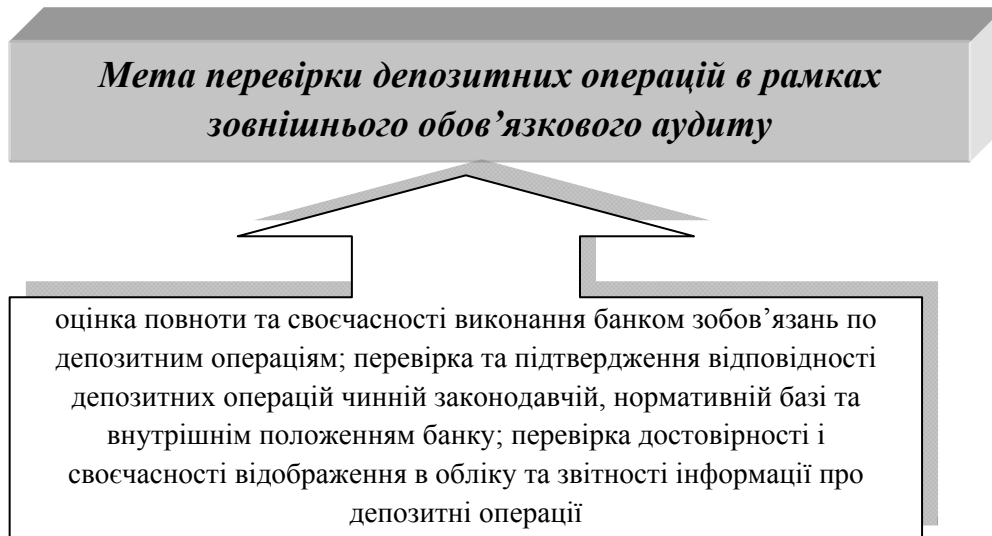 Мета перевірки депозитних операцій в рамках
зовнішнього обов’язкового аудиту
оцінка повноти та своєчасності виконання банком зобов’язань по
депозитним операціям; перевірка та підтвердження відповідності
депозитних операцій чинній законодавчій, нормативній базі та
внутрішнім положенням банку; перевірка достовірності і
своєчасності відображення в обліку та звітності інформації про
депозитні операції